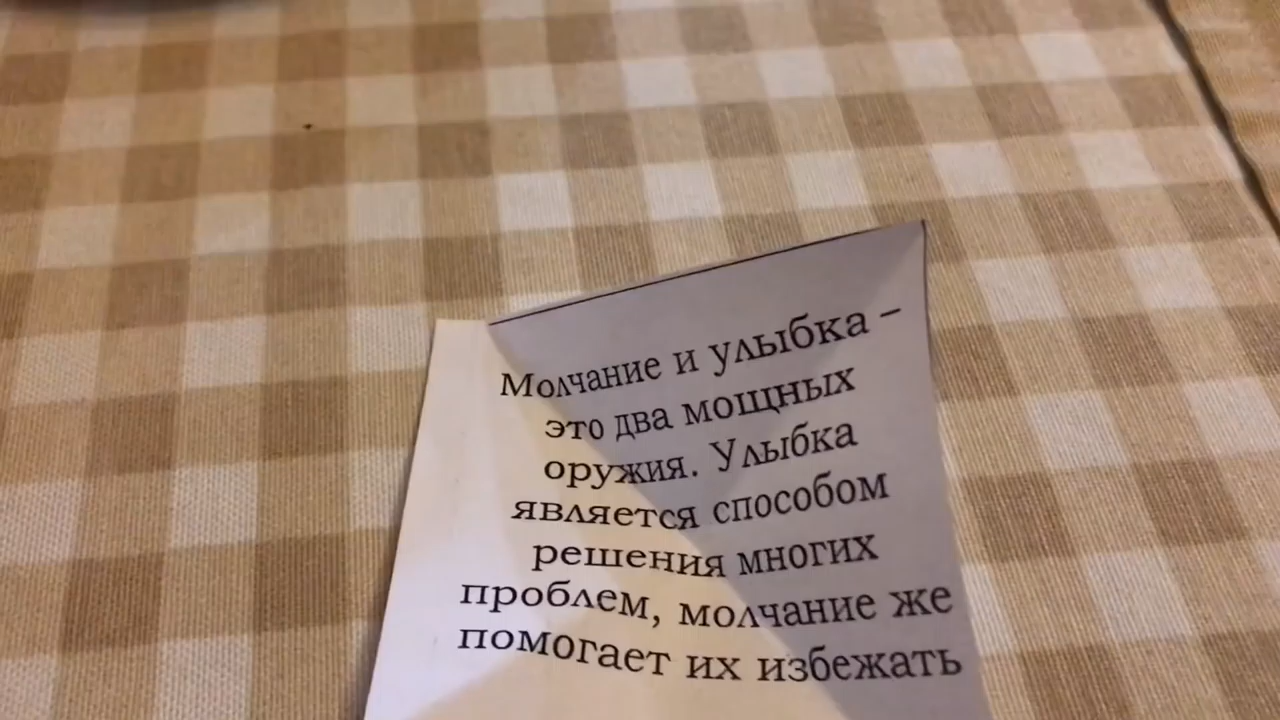 Молчание и улыбка –
это два мощных
оружия. Улыбка
является способом
решения многих
проблем, молчание же
помогает их избежать